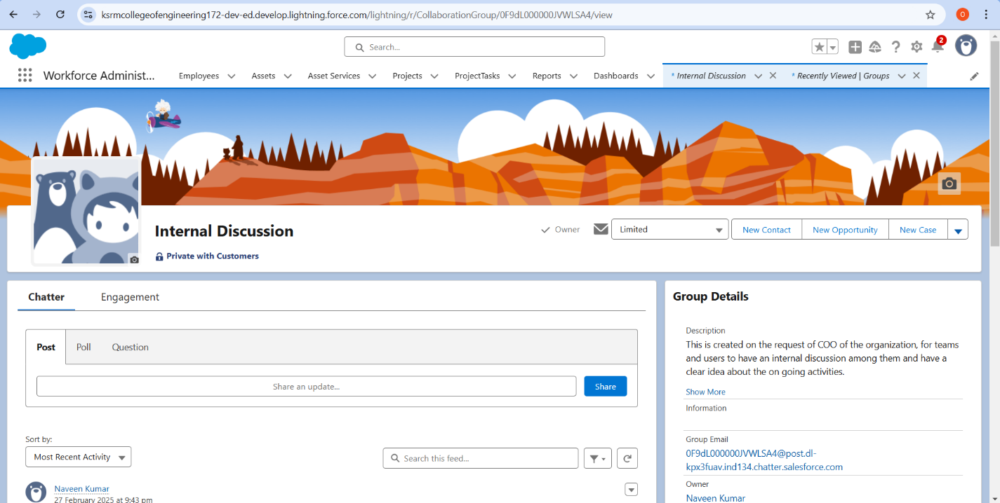 ksrmcollegeofengineering172-dev-ed.develop.lightning.force.com/lightning/r/CollaborationGroup/0F9dL000000JVWLSA4/view
O
Search...
2
Workforce Administ...
Employees
Assets
Asset Services
Projects
ProjectTasks
Reports
Dashboards
* Internal Discussion
* Recently Viewed | Groups
Internal Discussion
Private with Customers
Owner
Limited
New Contact
New Opportunity
New Case
Chatter
Engagement
Post
Poll
Question
Share an update...
Share
Sort by:
Most Recent Activity
Search this feed...
Naveen Kumar
27 February 2025 at 9:43 pm
Group Details
Description
This is created on the request of COO of the organization, for teams
and users to have an internal discussion among them and have a
clear idea about the on going activities.
Show More
Information
Group Email
0F9dL000000JVWLSA4@post.dl-
kpx3fuav.ind134.chatter.salesforce.com
Owner
Naveen Kumar